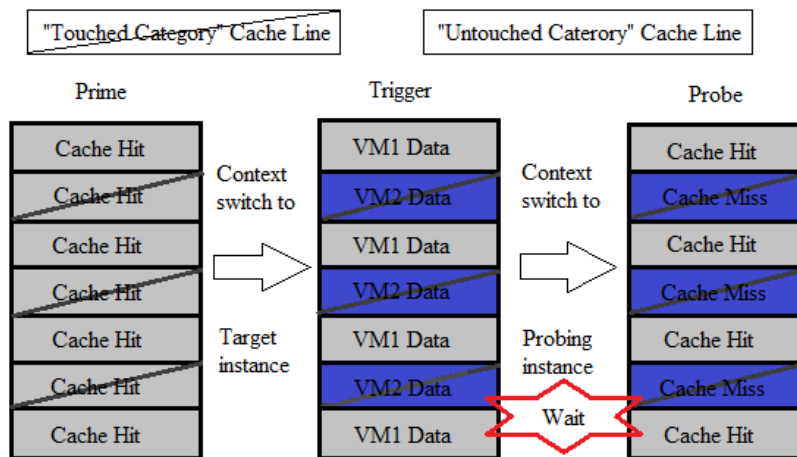 "Touched Category" Cache Line
"Untouched Caterory" Cache Line
Prime
Trigger
Probe
Cache Hit
Cache Hit
Cache Hit
Cache Hit
Cache Hit
Cache Hit
Cache Hit
Context
switch to
Target
instance
VM1 Data
VM2 Data
VM1 Data
VM2 Data
VM1 Data
VM2 Data
VM1 Data
Context
switch to
Probing
instance
Wait
Cache Hit
Cache Miss
Cache Hit
Cache Miss
Cache Hit
Cache Miss
Cache Hit